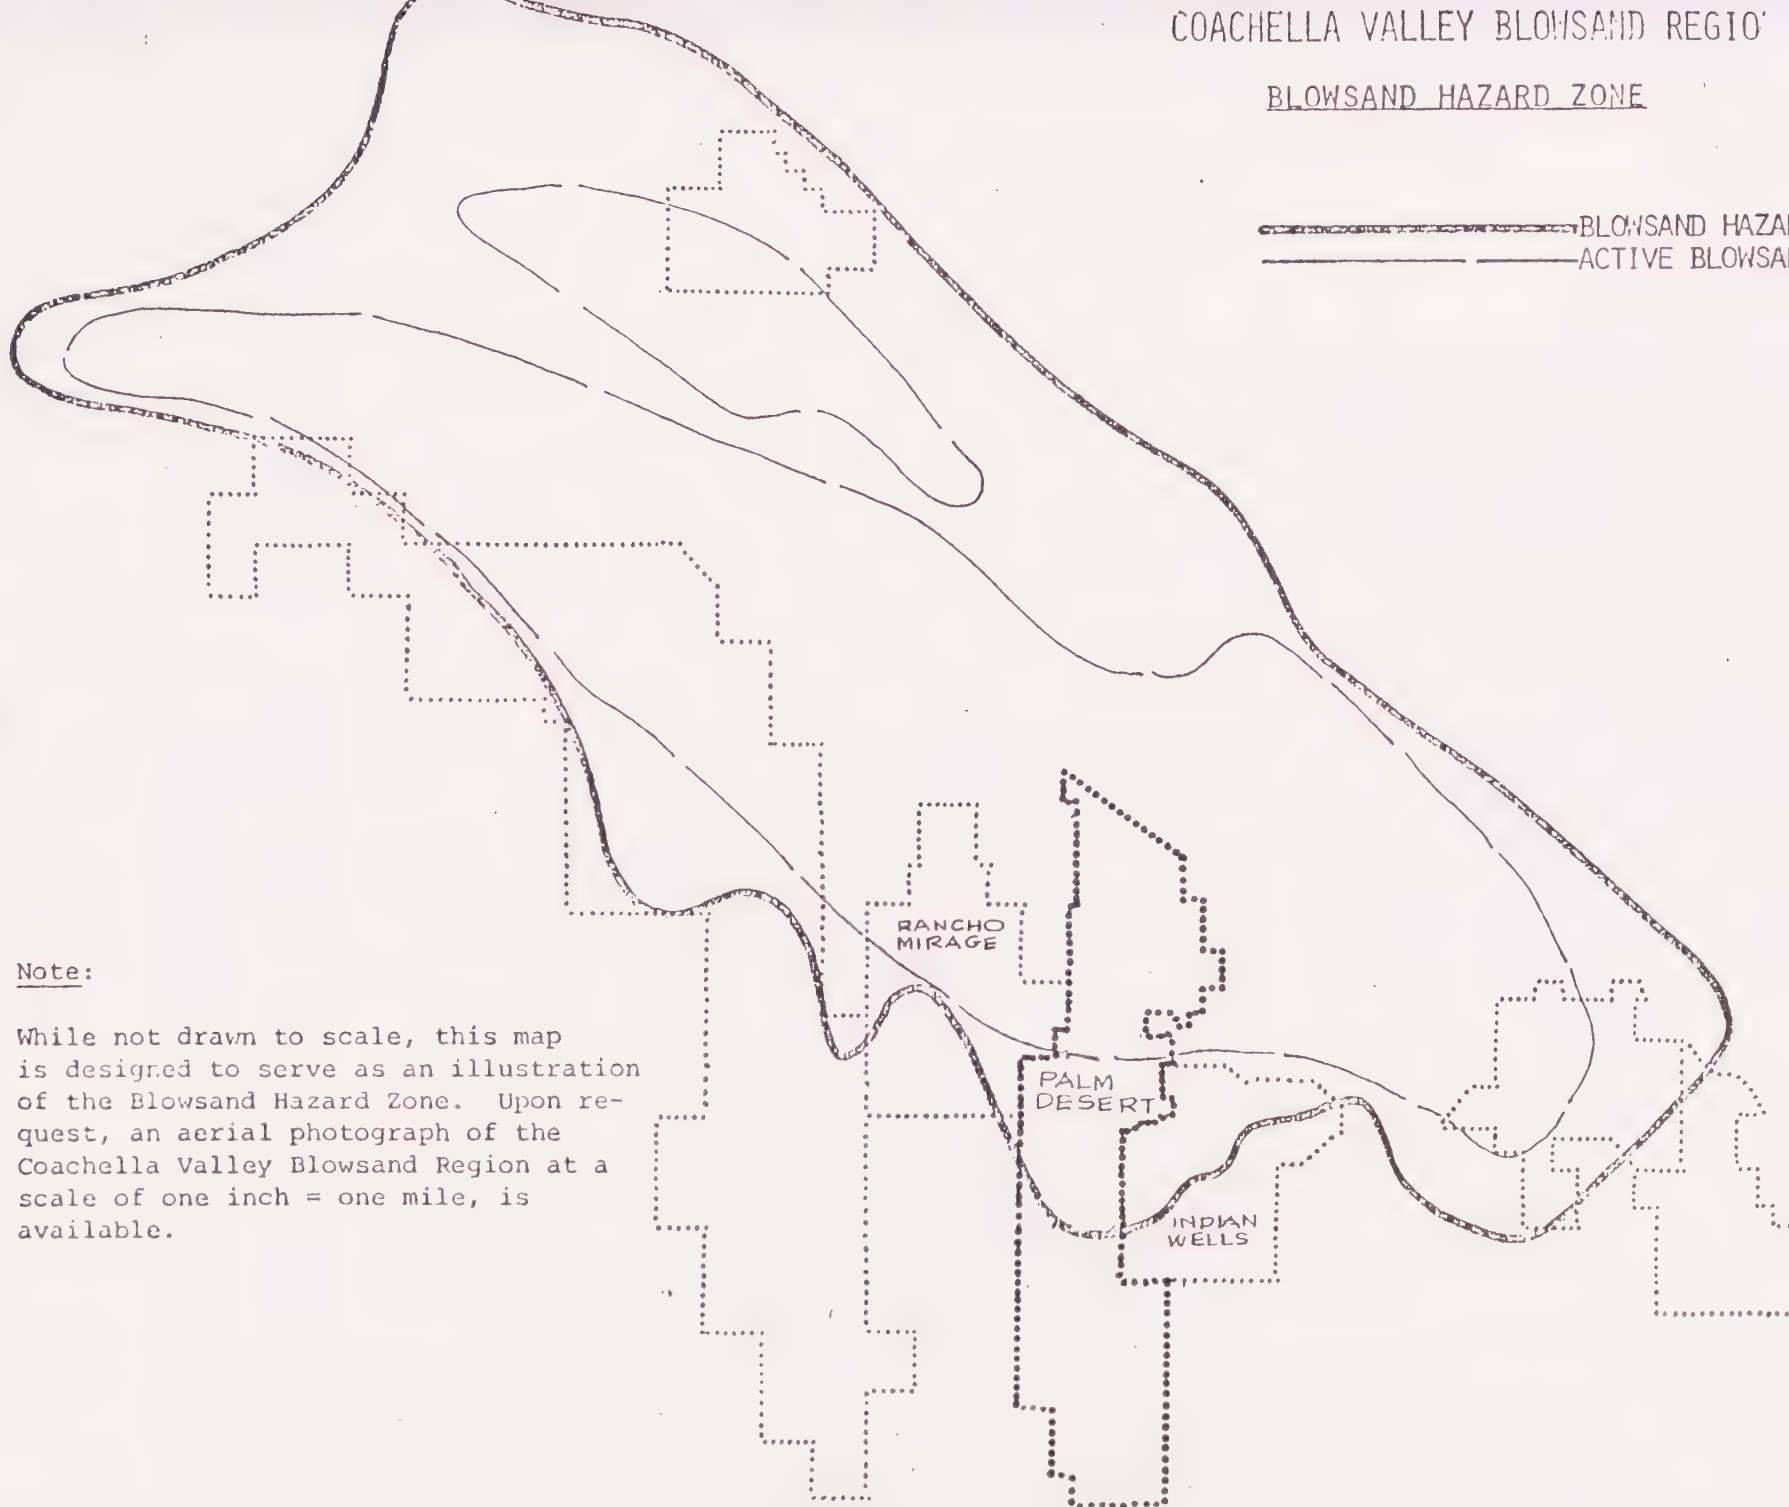 COACHELLA VALLEY BLOWSAND REGIO
BLOWSAND HAZARD ZONE
BLOWSAND HAZA
ACTIVE BLOWSA
RANCHO
MIRAGE
PALM
DESERT
INDIAN
WELLS
Note:
While not drawn to scale, this map
is designed to serve as an illustration
of the Blowsand Hazard Zone. Upon re-
quest, an aerial photograph of the
Coachella Valley Blowsand Region at a
scale of one inch = one mile, is
available.